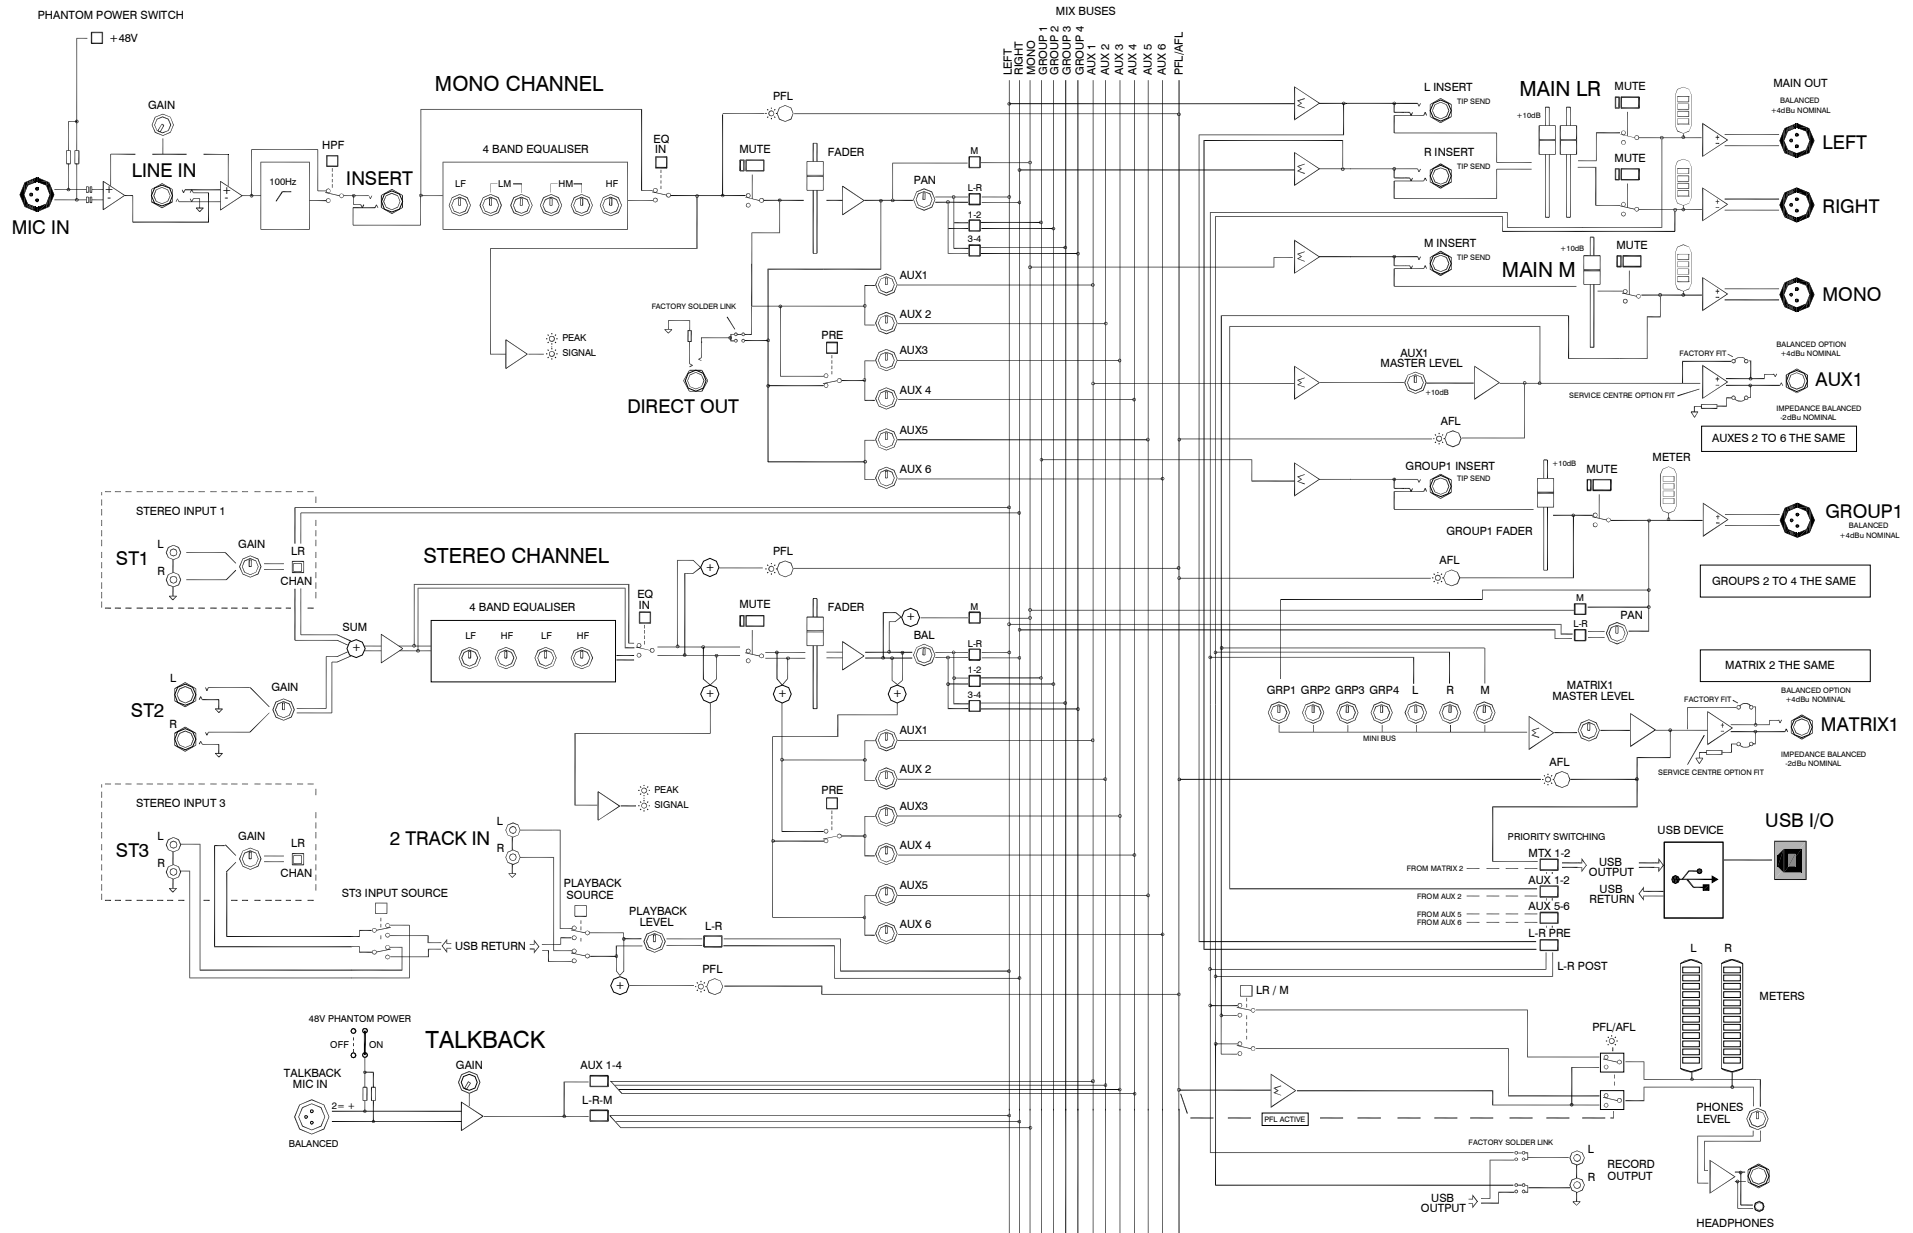 PHANTOM POWER SWITCH
+48V
MONO CHANNEL
GAIN
LINE IN
HPF
100Hz
INSERT
MIC IN
4 BAND EQUALISER
LF
LM
HM
HF
EQ
IN
PFL
MUTE
FADER
PAN
M
L-R
1-2
3-4
PEAK
SIGNAL
FACTORY SOLDER LINK
DIRECT OUT
PRE
AUX1
AUX 2
AUX3
AUX 4
AUX5
AUX 6
STEREO INPUT 1
ST1
L
R
GAIN
LR
CHAN
STEREO CHANNEL
SUM
4 BAND EQUALISER
LF
HF
LF
HF
EQ
IN
PFL
MUTE
FADER
BAL
M
L-R
1-2
3-4
ST2
L
R
GAIN
PEAK
SIGNAL
PRE
AUX1
AUX 2
AUX3
AUX 4
AUX5
AUX 6
STEREO INPUT 3
ST3
L
R
GAIN
LR
CHAN
2 TRACK IN
L
R
ST3 INPUT SOURCE
USB RETURN
PLAYBACK
SOURCE
PLAYBACK
LEVEL
L-R
PFL
48V PHANTOM POWER
OFF
ON
TALKBACK
TALKBACK
MIC IN
2= +
BALANCED
GAIN
AUX 1-4
L-R-M
MIX BUSES
LEFT
RIGHT
MONO
GROUP 1
GROUP 2
GROUP 3
GROUP 4
AUX 1
AUX 2
AUX 3
AUX 4
AUX 5
AUX 6
PFL/AFL
L INSERT
TIP SEND
R INSERT
TIP SEND
MAIN LR
+10dB
MUTE
MUTE
MAIN OUT
BALANCED
+4dBu NOMINAL
LEFT
RIGHT
M INSERT
TIP SEND
MAIN M
+10dB
MUTE
MONO
AUX1
MASTER LEVEL
+10dB
AFL
FACTORY FIT
SERVICE CENTRE OPTION FIT
BALANCED OPTION
+4dBu NOMINAL
AUX1
IMPEDANCE BALANCED
-2dBu NOMINAL
AUXES 2 TO 6 THE SAME
GROUP1 INSERT
TIP SEND
+10dB
MUTE
METER
GROUP1 FADER
AFL
GROUP1
BALANCED
+4dBu NOMINAL
GROUPS 2 TO 4 THE SAME
M
L-R
PAN
MATRIX 2 THE SAME
GRP1
GRP2
GRP3
GRP4
L
R
M
MINI BUS
MATRIX1
MASTER LEVEL
AFL
FACTORY FIT
SERVICE CENTRE OPTION FIT
BALANCED OPTION
+4dBu NOMINAL
MATRIX1
IMPEDANCE BALANCED
-2dBu NOMINAL
PRIORITY SWITCHING
MTX 1-2
FROM MATRIX 2
AUX 1-2
FROM AUX 2
AUX 5-6
FROM AUX 5
FROM AUX 6
L-R PRE
L-R POST
USB
OUTPUT
USB
RETURN
USB DEVICE
USB I/O
LR / M
PFL/AFL
PFL ACTIVE
L
R
METERS
PHONES
LEVEL
HEADPHONES
FACTORY SOLDER LINK
L
R
RECORD
OUTPUT
USB
OUTPUT